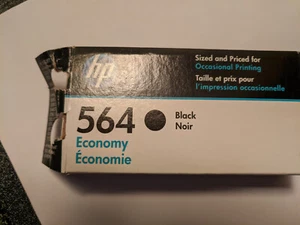 hp
Sized and Priced for
Occasional Printing
Taille et prix pour
l'impression occasionnelle
564
Black
Noir
Economy
Économie